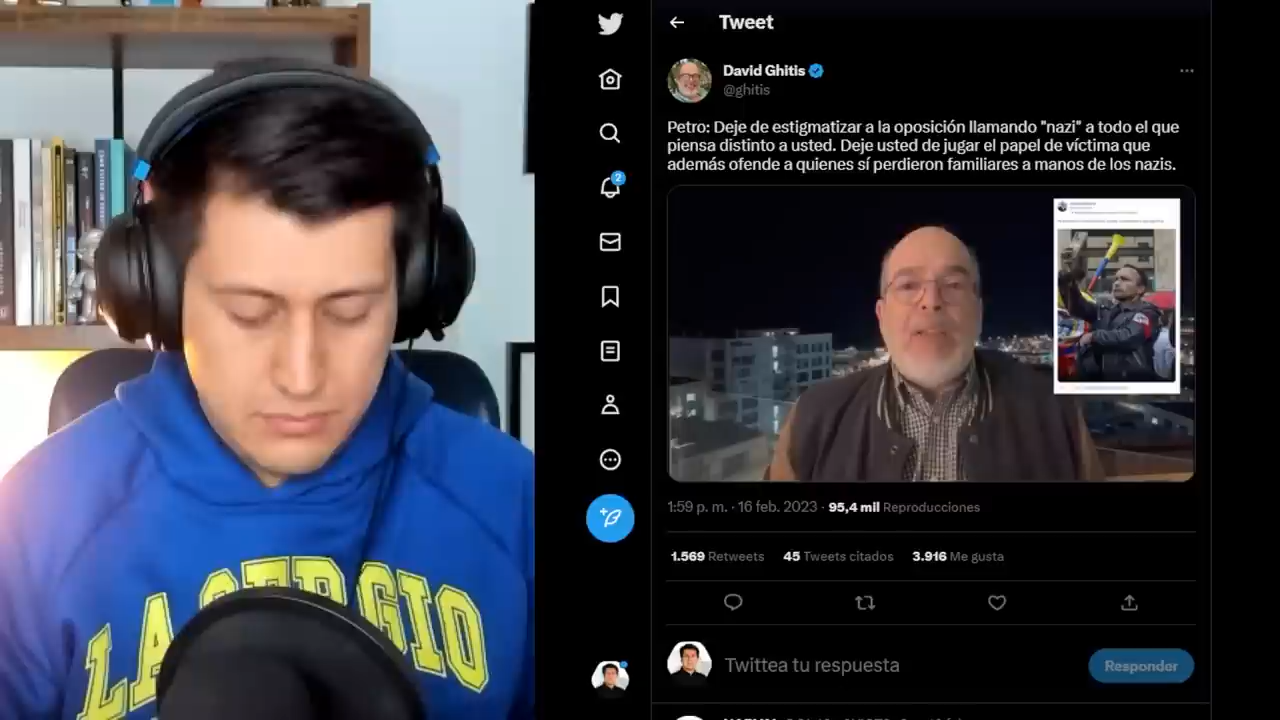 LA SERGIO
Tweet
David Ghitis
@ghitis
Petro: Deje de estigmatizar a la oposición llamando "nazi" a todo el que
piensa distinto a usted. Deje usted de jugar el papel de víctima que
además ofende a quienes sí perdieron familiares a manos de los nazis.
2
1:59 p. m. · 16 feb. 2023 · 95,4 mil Reproducciones
1.569 Retweets 45 Tweets citados 3.916 Me gusta
Twittea tu respuesta
Responder